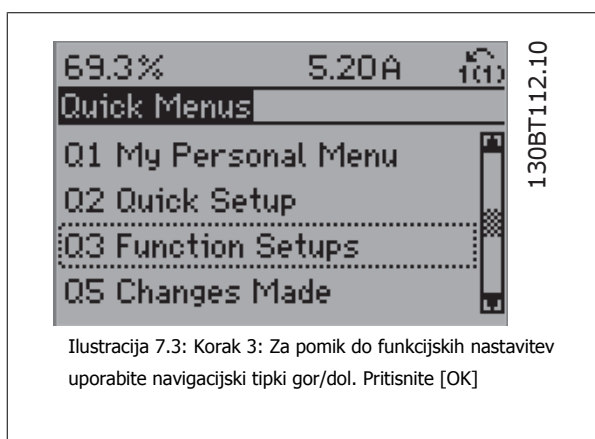 69.3% 5.20A 1(1)
Quick Menus
Q1 My Personal Menu
Q2 Quick Setup
Q3 Function Setups
Q5 Changes Made
130BT112.10
Ilustracija 7.3: Korak 3: Za pomik do funkcijskih nastavitev
uporabite navigacijski tipki gor/dol. Pritisnite [OK]